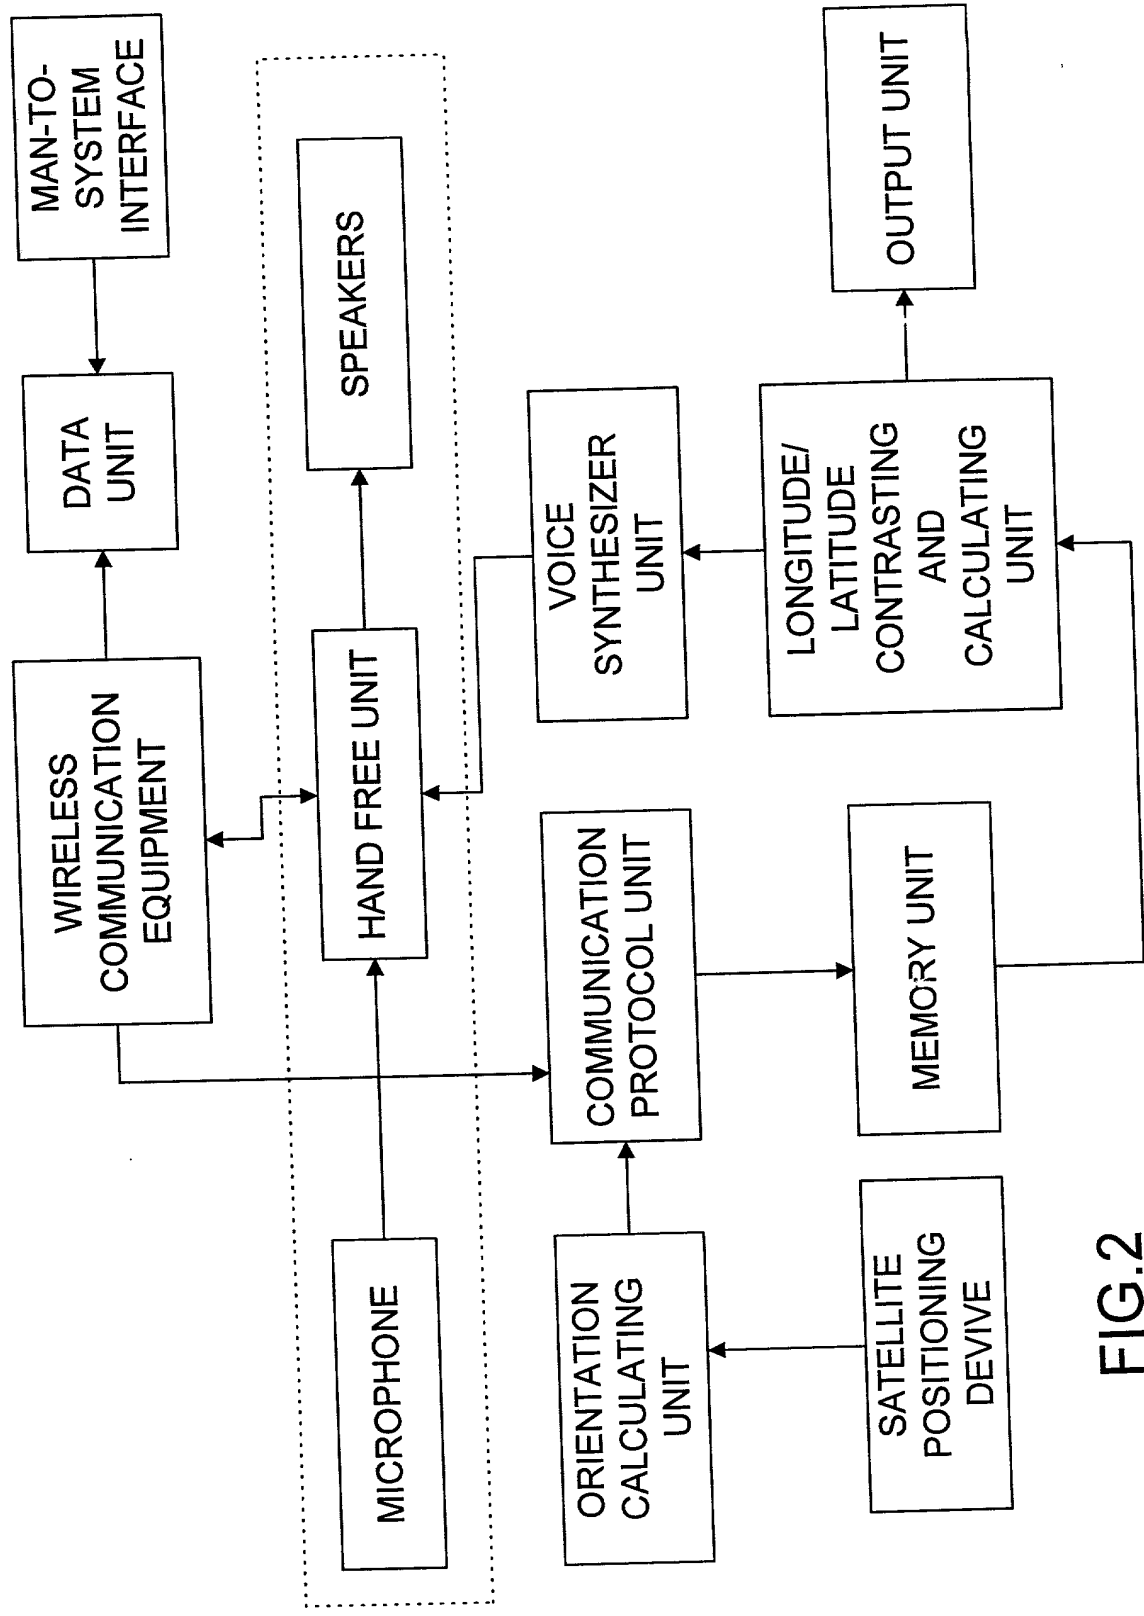 WIRELESS
COMMUNICATION
EQUIPMENT
DATA
UNIT
MAN-TO-
SYSTEM
INTERFACE
MICROPHONE
HAND FREE UNIT
SPEAKERS
ORIENTATION
CALCULATING
UNIT
COMMUNICATION
PROTOCOL UNIT
VOICE
SYNTHESIZER
UNIT
SATELLITE
POSITIONING
DEVIVE
MEMORY UNIT
LONGITUDE/
LATITUDE
CONTRASTING
AND
CALCULATING
UNIT
OUTPUT UNIT
FIG.2